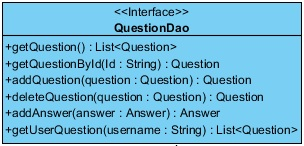 <<Interface>>
QuestionDao
+getQuestion() : List<Question>
+getQuestionById(Id : String) : Question
+addQuestion(question : Question) : Question
+deleteQuestion(question : Question) : Question
+addAnswer(answer : Answer) : Answer
+getUserQuestion(username : String) : List<Question>